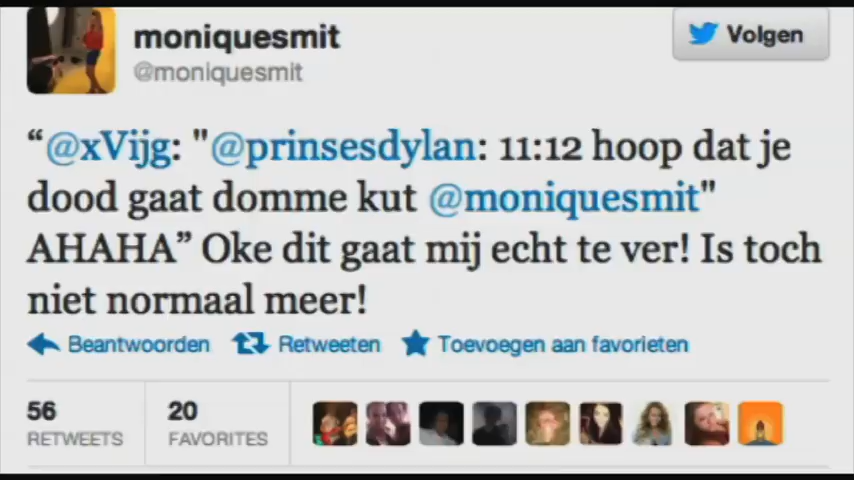 moniquesmit
@moniquesmit
Volgen
“@xVijg: "@prinsesdylan: 11:12 hoop dat je
dood gaat domme kut @moniquesmit"
AHAHA” Oke dit gaat mij echt te ver! Is toch
niet normaal meer!
Beantwoorden Retweeten Toevoegen aan favorieten
56 20
RETWEETS FAVORITES